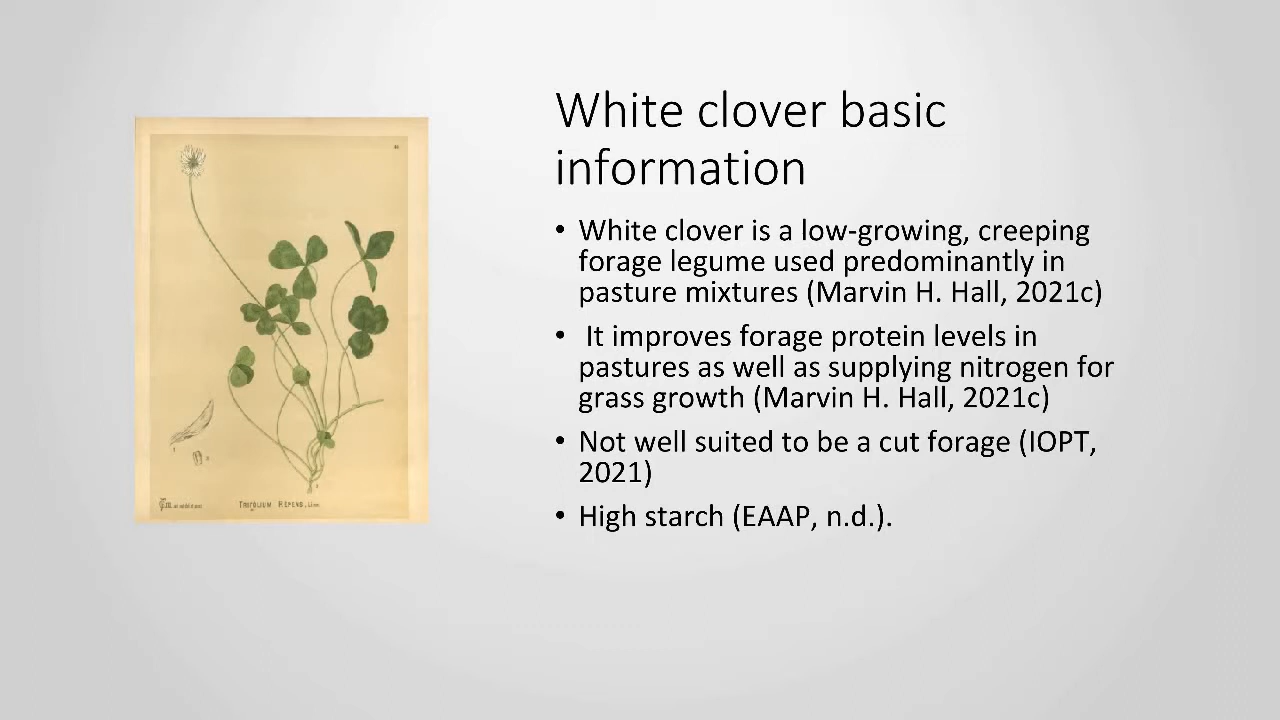 White clover basic
information
• White clover is a low-growing, creeping
forage legume used predominantly in
pasture mixtures (Marvin H. Hall, 2021c)
• It improves forage protein levels in
pastures as well as supplying nitrogen for
grass growth (Marvin H. Hall, 2021c)
• Not well suited to be a cut forage (IOPT,
2021)
• High starch (EAAP, n.d.).
TRIFOLIUM REPENS, Linn.